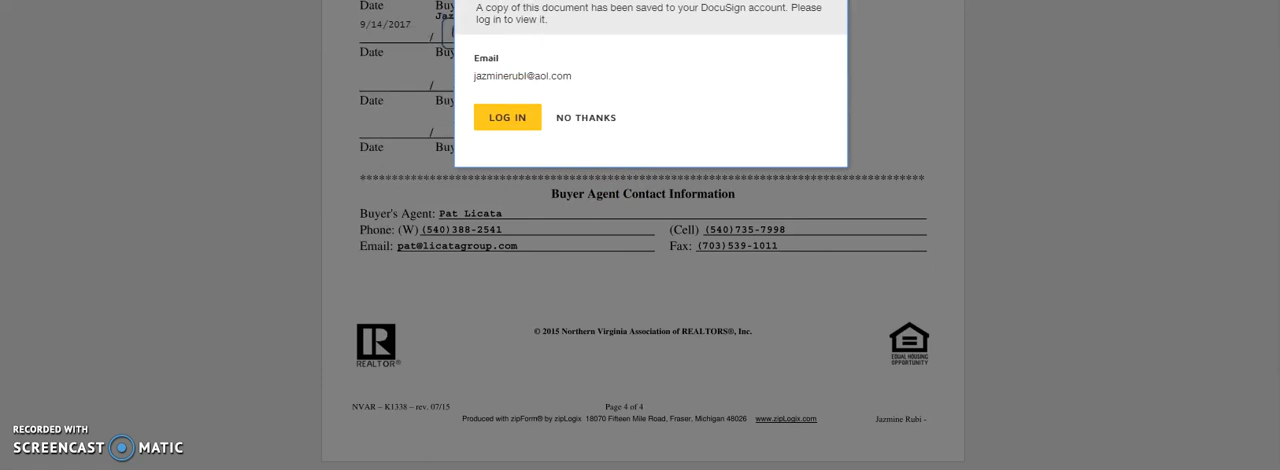 Date Buy
A copy of this document has been saved to your DocuSign account. Please
log in to view it.
Jaz
9/14/2017
/
Date Buy
Email
jazminerubI@aol.com
/
Date Buy
LOG IN NO THANKS
/
Date Buy
********************************************************************************************
Buyer Agent Contact Information
Buyer's Agent: Pat Licata
Phone: (W) (540)388-2541 (Cell) (540)735-7998
Email: pat@licatagroup.com Fax: (703)539-1011
REALTOR®
© 2015 Northern Virginia Association of REALTORS®, Inc.
EQUAL HOUSING
OPPORTUNITY
NVAR – K1338 – rev. 07/15 Page 4 of 4
Produced with zipForm® by zipLogix 18070 Fifteen Mile Road, Fraser, Michigan 48026 www.zipLogix.com Jazmine Rubi -
RECORDED WITH
SCREENCAST MATIC